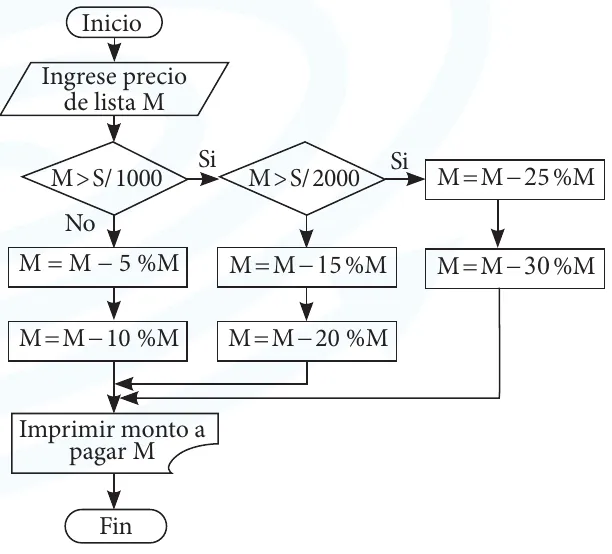 Inicio
Ingrese precio
de lista M
M>S/1000
Si
M>S/2000
Si
M=M−25%M
No
M = M − 5 %M
M=M−15%M
M=M−30%M
M=M−10 %M
M=M−20 %M
Imprimir monto a
pagar M
Fin